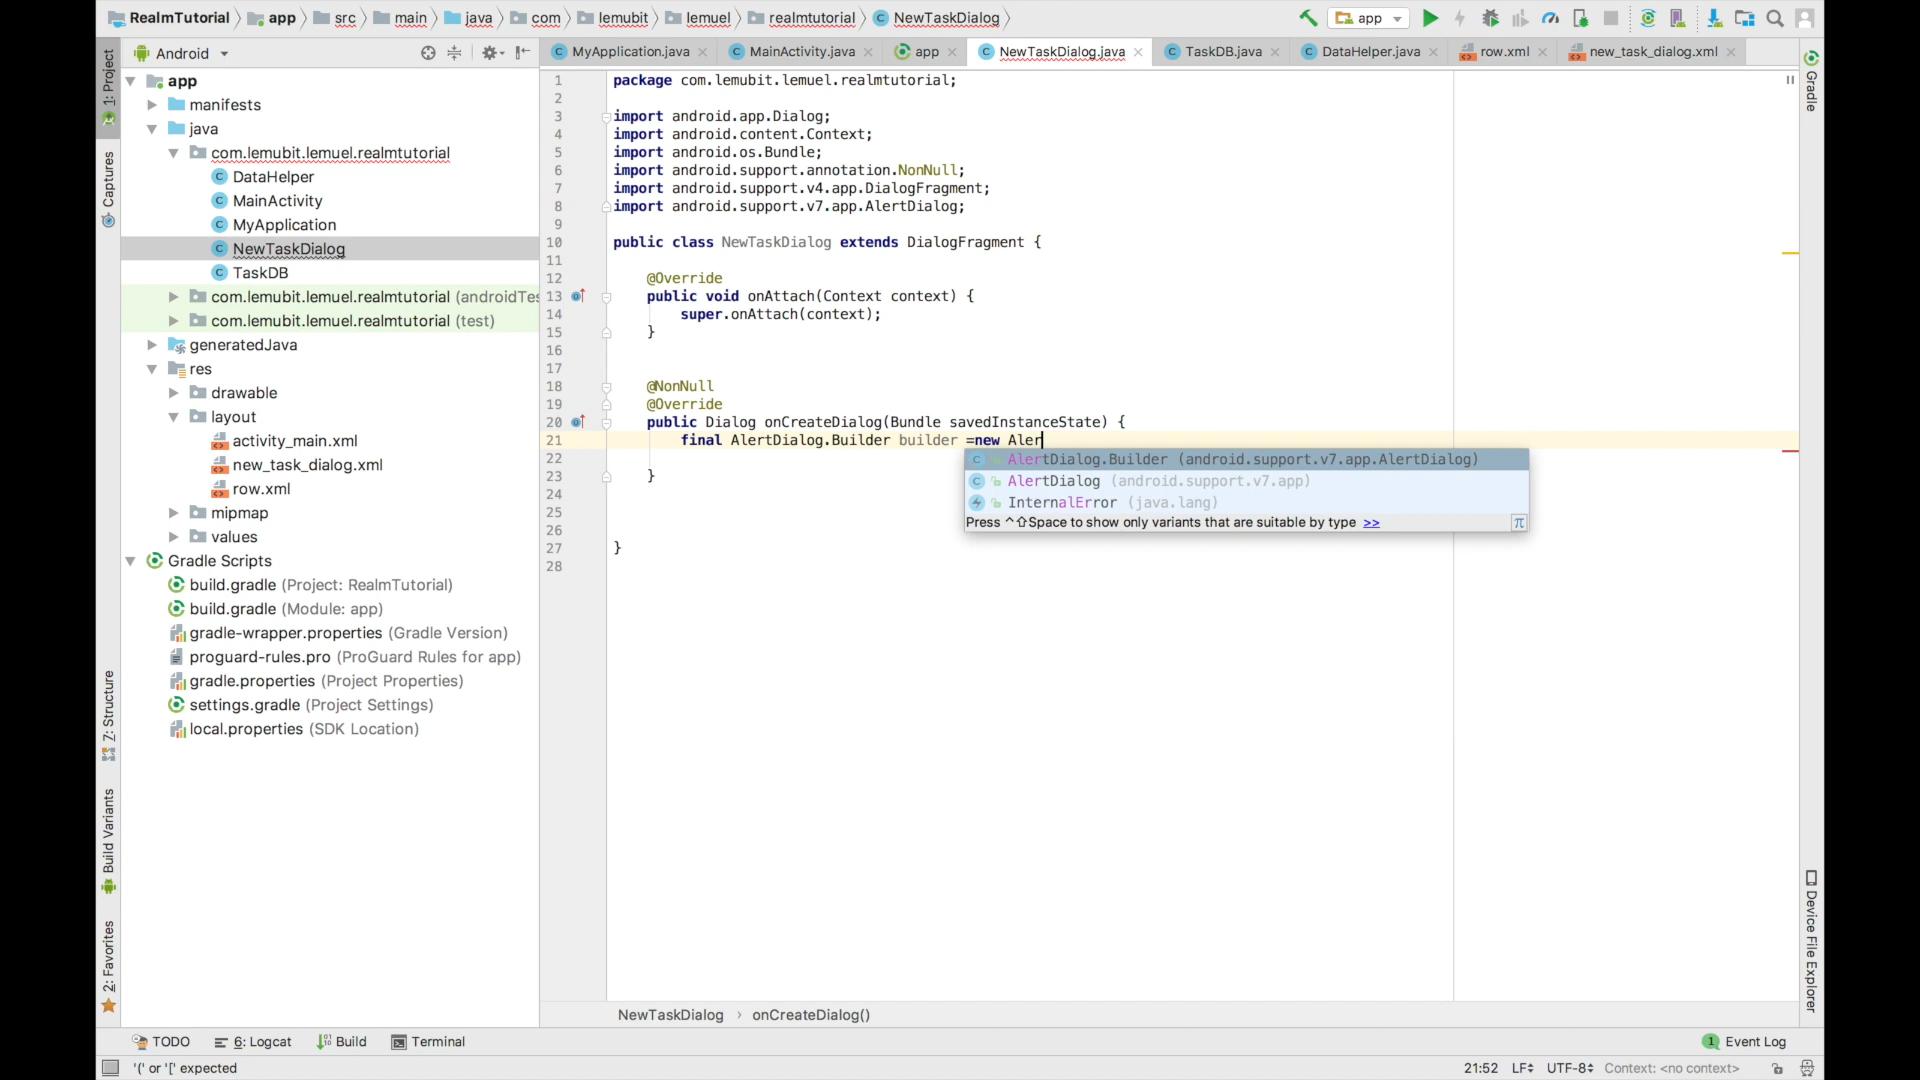 RealmTutorial app src main java com lemubit lemuel realmtutorial NewTaskDialog
app
1: Project
Captures
Z: Structure
Build Variants
2: Favorites
Android
app
manifests
java
com.lemubit.lemuel.realmtutorial
DataHelper
MainActivity
MyApplication
NewTaskDialog
TaskDB
com.lemubit.lemuel.realmtutorial (androidTes
com.lemubit.lemuel.realmtutorial (test)
generatedJava
res
drawable
layout
activity_main.xml
new_task_dialog.xml
row.xml
mipmap
values
Gradle Scripts
build.gradle (Project: RealmTutorial)
build.gradle (Module: app)
gradle-wrapper.properties (Gradle Version)
proguard-rules.pro (ProGuard Rules for app)
gradle.properties (Project Properties)
settings.gradle (Project Settings)
local.properties (SDK Location)
MyApplication.java MainActivity.java app NewTaskDialog.java TaskDB.java DataHelper.java row.xml new_task_dialog.xml
1 package com.lemubit.lemuel.realmtutorial;
2
3 import android.app.Dialog;
4 import android.content.Context;
5 import android.os.Bundle;
6 import android.support.annotation.NonNull;
7 import android.support.v4.app.DialogFragment;
8 import android.support.v7.app.AlertDialog;
9
10 public class NewTaskDialog extends DialogFragment {
11
12 @Override
13 public void onAttach(Context context) {
14 super.onAttach(context);
15 }
16
17
18 @NonNull
19 @Override
20 public Dialog onCreateDialog(Bundle savedInstanceState) {
21 final AlertDialog.Builder builder =new Aler
22
23 }
24
25
26
27 }
28
AlertDialog.Builder (android.support.v7.app.AlertDialog)
AlertDialog (android.support.v7.app)
InternalError (java.lang)
Press ^⇧Space to show only variants that are suitable by type >> π
NewTaskDialog › onCreateDialog()
Gradle
Device File Explorer
TODO 6: Logcat Build Terminal 1 Event Log
'(' or '[' expected 21:52 LF UTF-8 Context: <no context>